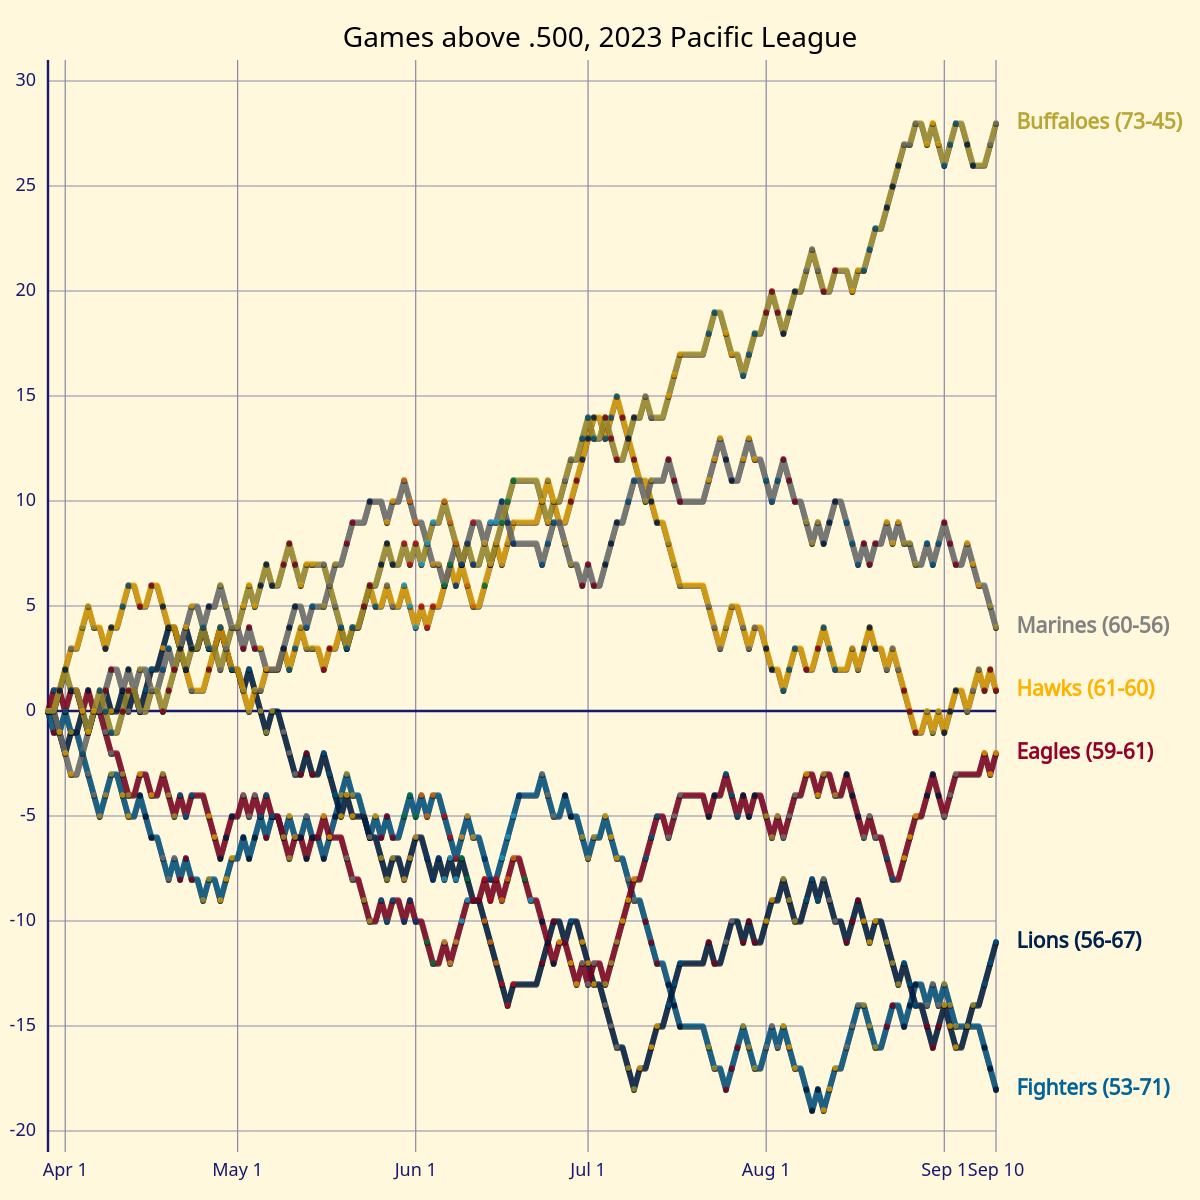 Games above .500, 2023 Pacific League
30
25
20
15
10
5
0
-5
-10
-15
-20
Buffaloes (73-45)
Marines (60-56)
Hawks (61-60)
Eagles (59-61)
Lions (56-67)
Fighters (53-71)
Apr 1
May 1
Jun 1
Jul 1
Aug 1
Sep 1
Sep 10